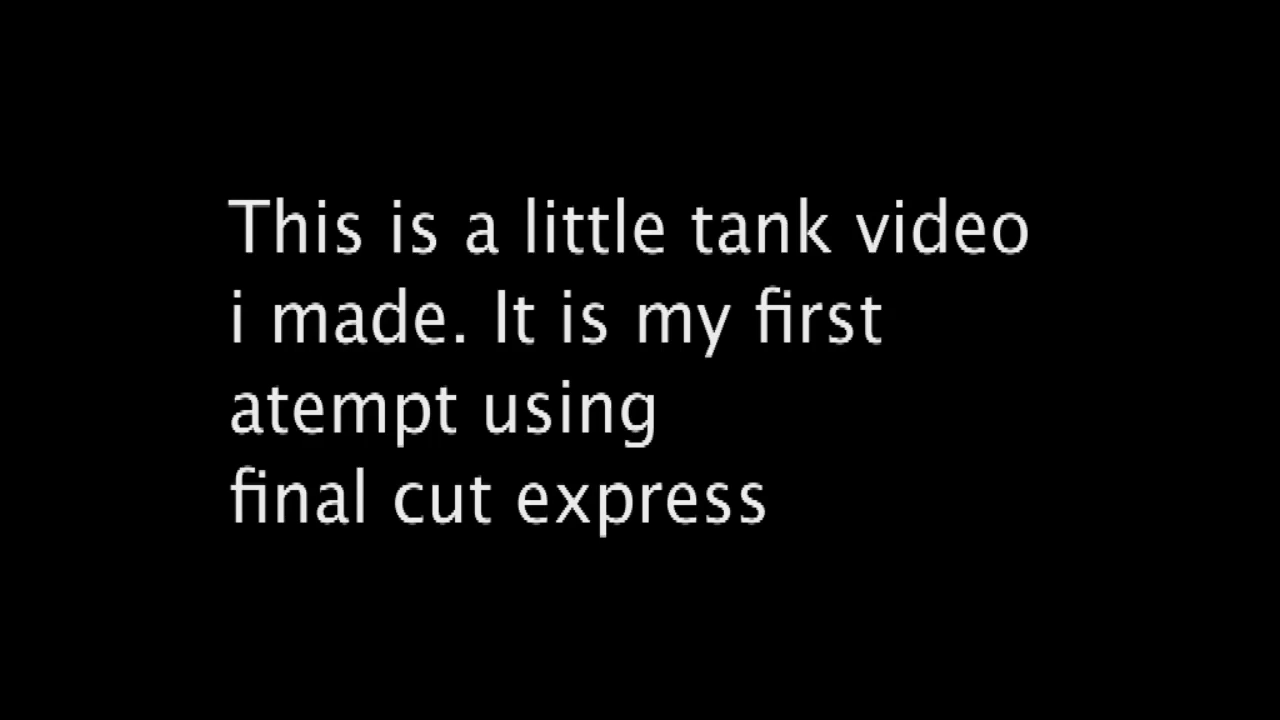 This is a little tank video
i made. It is my first
atempt using
final cut express